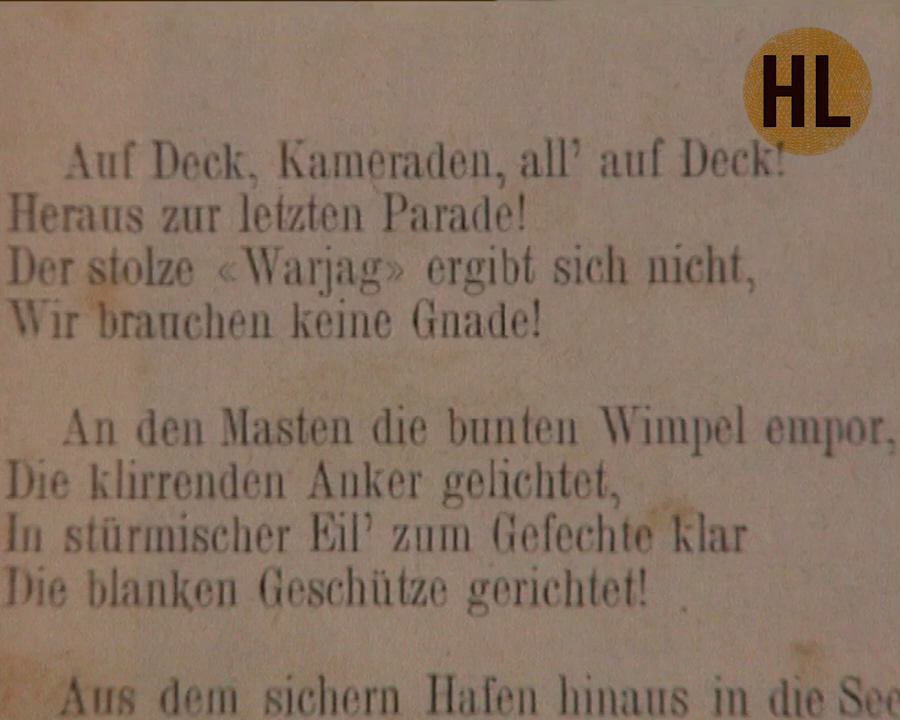 HL
Auf Deck, Kameraden, all’ auf Deck!
Heraus zur letzten Parade!
Der stolze «Warjag» ergibt sich nicht,
Wir brauchen keine Gnade!
An den Masten die bunten Wimpel empor,
Die klirrenden Anker gelichtet,
In stürmischer Eil’ zum Gefechte klar
Die blanken Geschütze gerichtet!
Aus dem sichern Hafen hinaus in die See